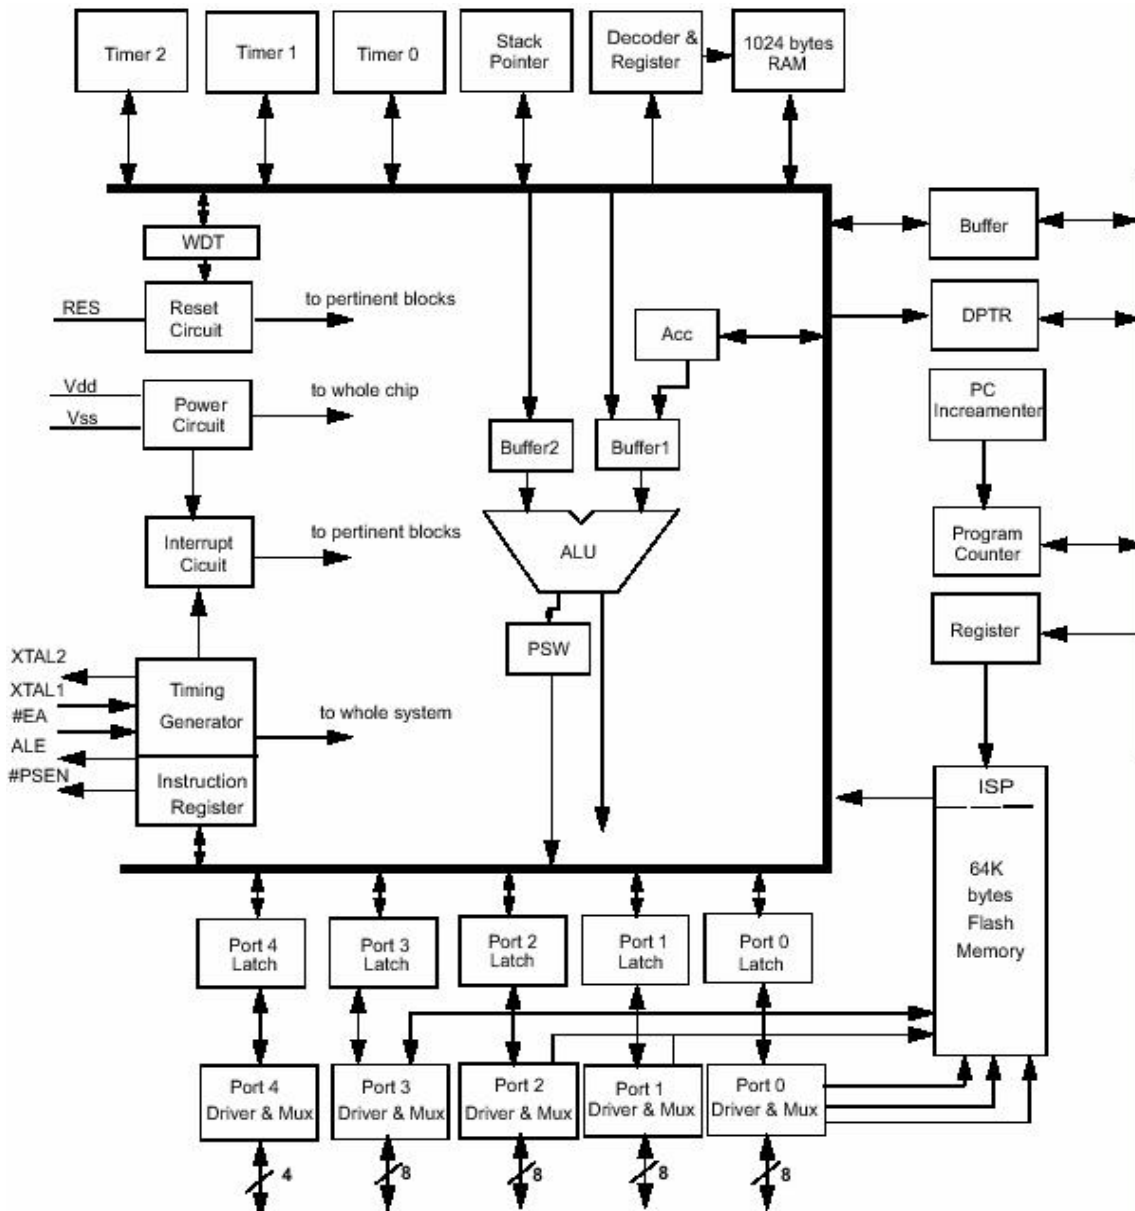 Timer 2
Timer 1
Timer 0
Stack
Pointer
Decoder &
Register
1024 bytes
RAM
WDT
Buffer
RES
Reset
Circuit
to pertinent blocks
Acc
DPTR
Vdd
Vss
Power
Circuit
to whole chip
PC
Increamenter
Buffer2
Buffer1
Interrupt
Cicuit
to pertinent blocks
ALU
Program
Counter
PSW
Register
XTAL2
XTAL1
#EA
ALE
#PSEN
Timing
Generator
to whole system
Instruction
Register
ISP
64K
bytes
Flash
Memory
Port 4
Latch
Port 3
Latch
Port 2
Latch
Port 1
Latch
Port 0
Latch
Port 4
Driver & Mux
Port 3
Driver & Mux
Port 2
Driver & Mux
Port 1
Driver & Mux
Port 0
Driver & Mux
4
8
8
8
8